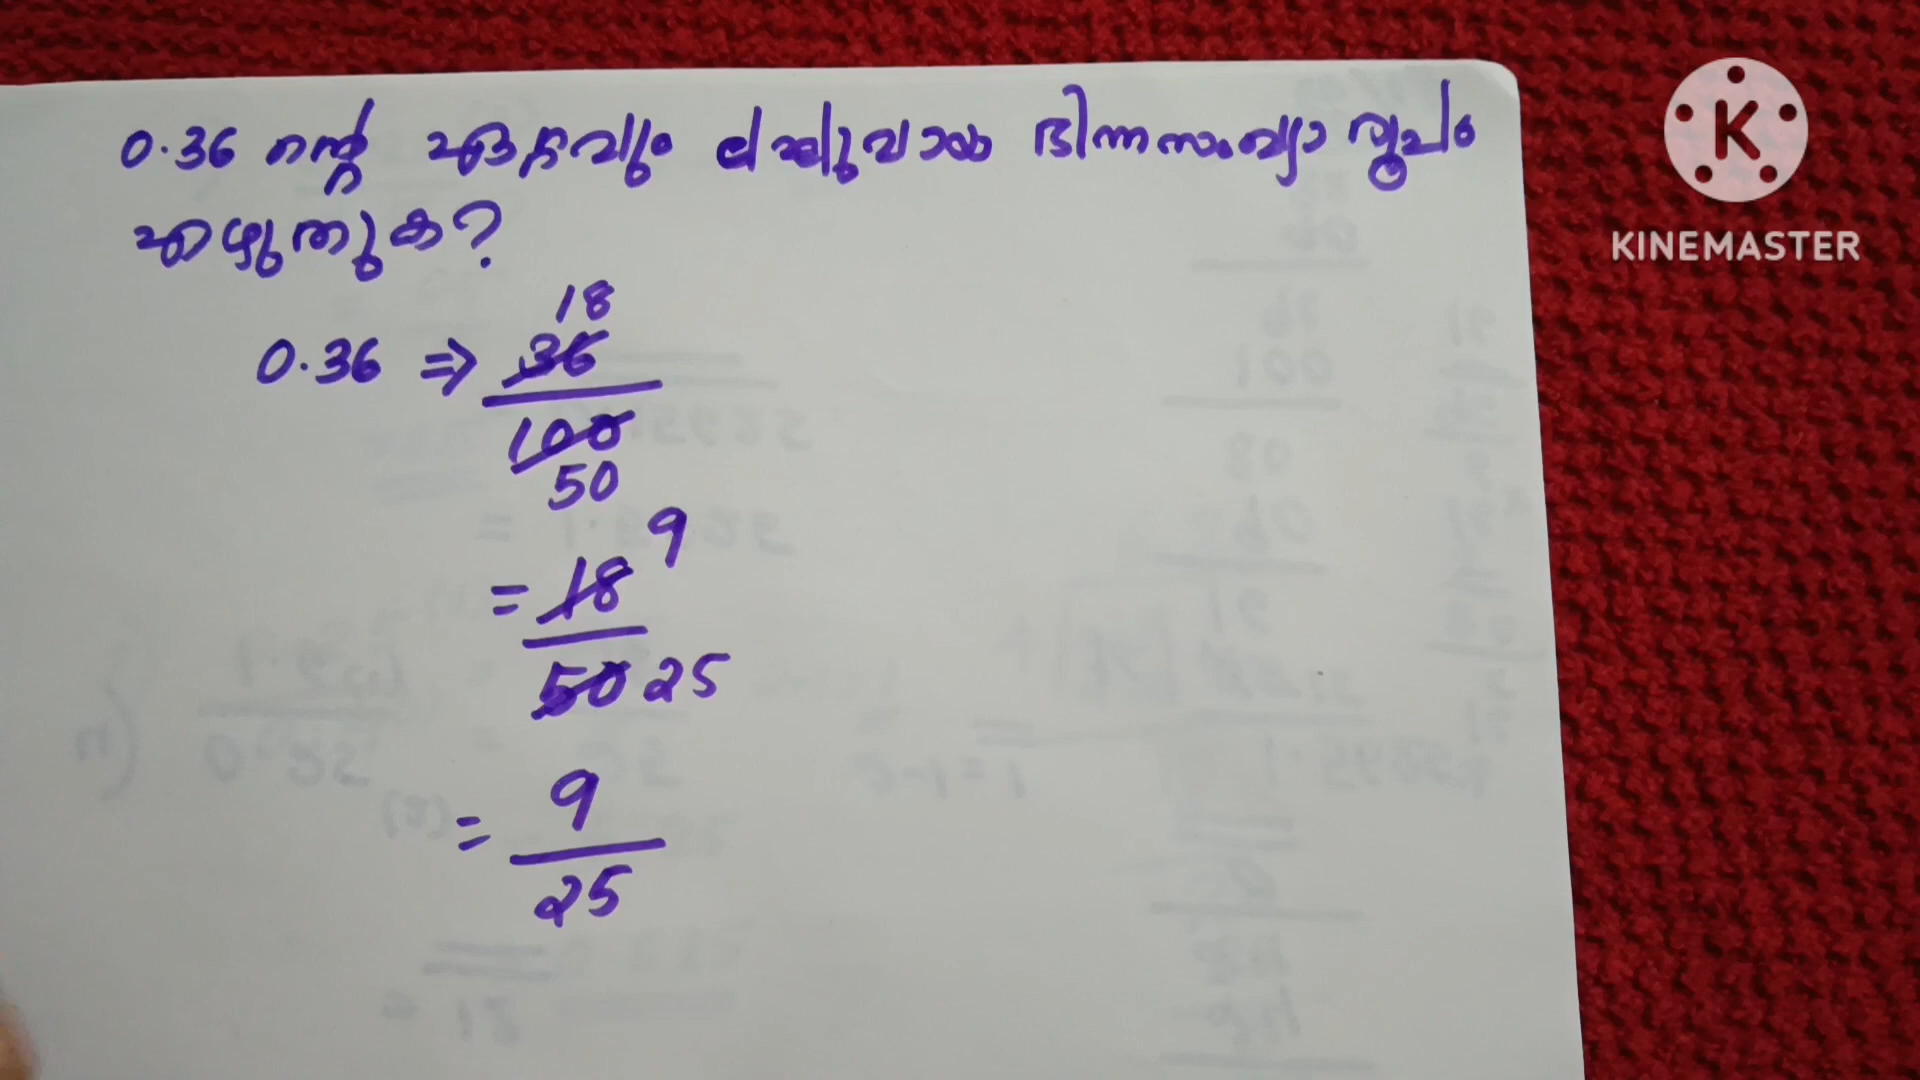 0.36 ന്റെ ഏറ്റവും ലഘുവായ ഭിന്നസംഖ്യാ രൂപം
എഴുതുക?
18
0.36 ⇒ 36
100
50
9
= 18
50 25
= 9
25
K
KINEMASTER